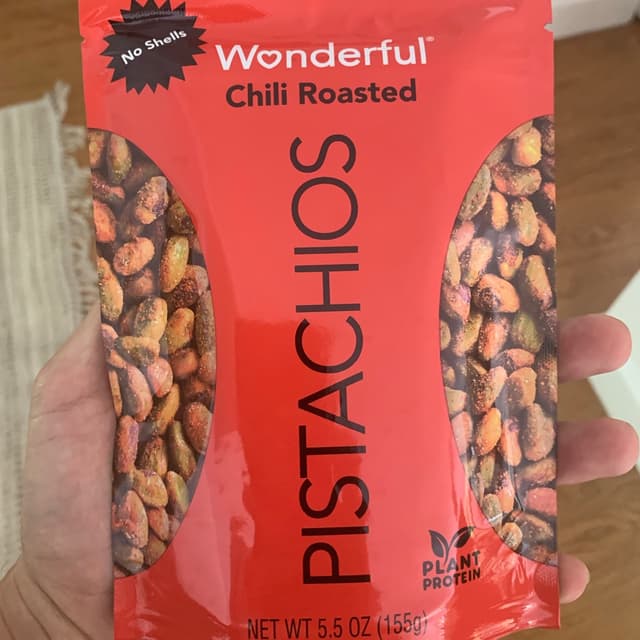 No Shells
Wonderful®
Chili Roasted
PISTACHIOS
PLANT
PROTEIN
NET WT 5.5 OZ (155g)